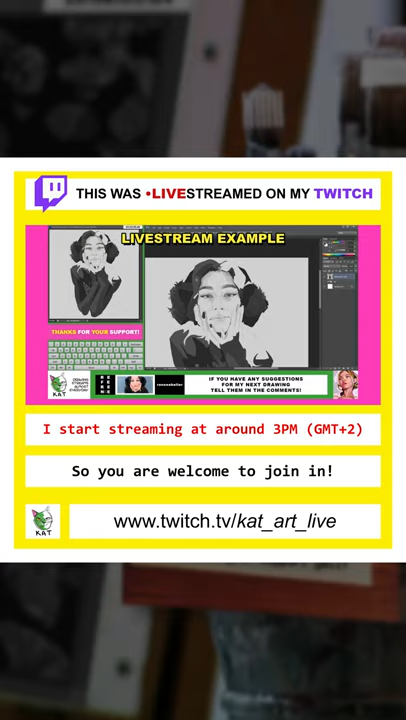 THIS WAS •LIVESTREAMED ON MY TWITCH
LIVESTREAM EXAMPLE
THANKS FOR YOUR SUPPORT!
IF YOU HAVE ANY SUGGESTIONS
FOR MY NEXT DRAWING
TELL THEM IN THE COMMENTS!
KAT
I start streaming at around 3PM (GMT+2)
So you are welcome to join in!
KAT
www.twitch.tv/kat_art_live